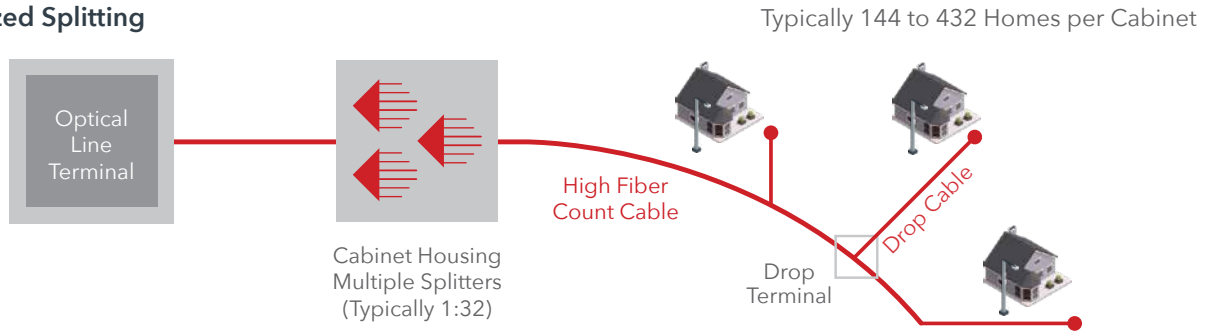 zed Splitting
Typically 144 to 432 Homes per Cabinet
Optical
Line
Terminal
High Fiber
Count Cable
Drop Cable
Cabinet Housing
Multiple Splitters
(Typically 1:32)
Drop
Terminal